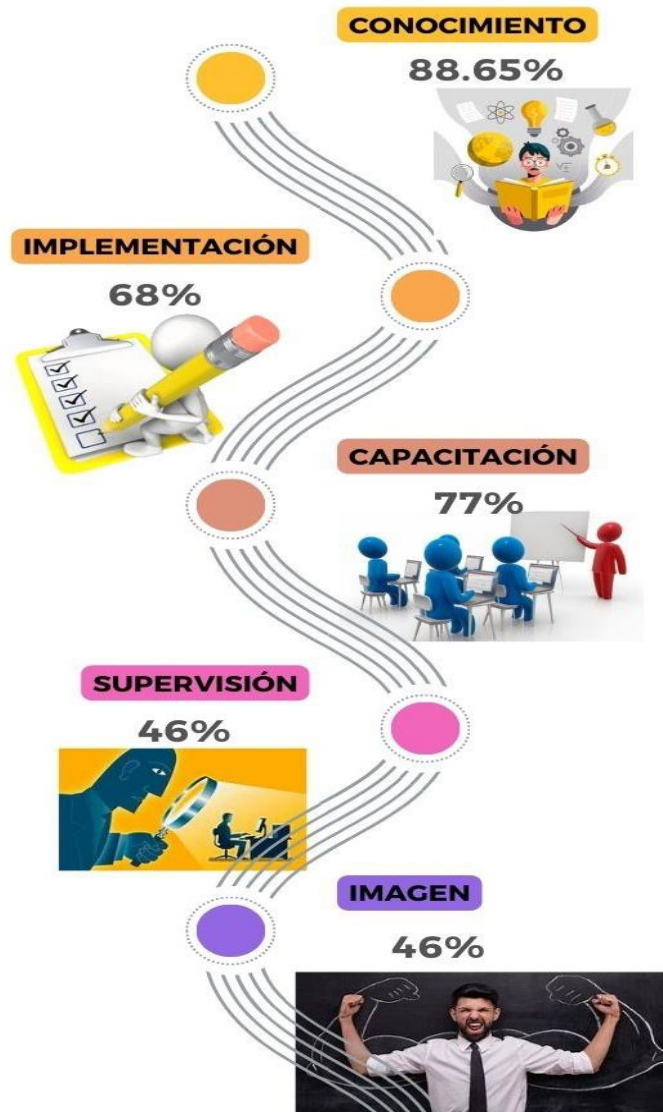 CONOCIMIENTO
88.65%
IMPLEMENTACIÓN
68%
CAPACITACIÓN
77%
SUPERVISIÓN
46%
IMAGEN
46%